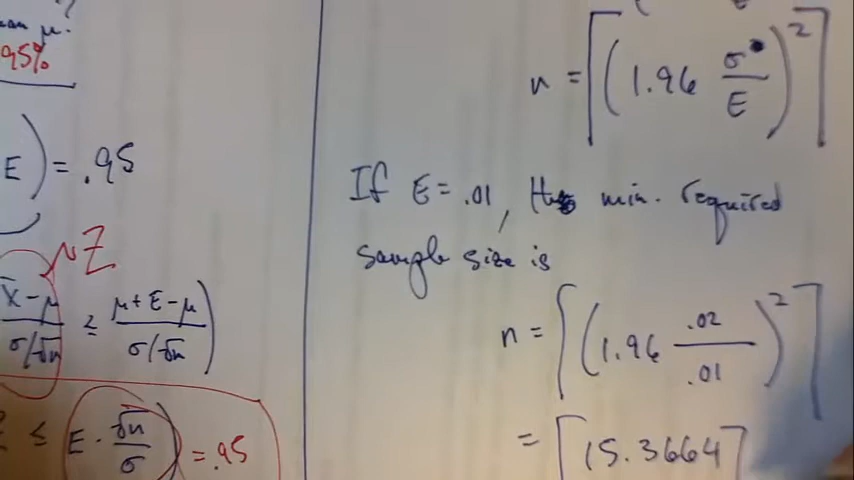 an μ.
95%
E ) = .95
~ Z
X̄ - μ / σ/√n ≤ μ + E - μ / σ/√n )
≤ E · √n / σ ) = .95
n = ⌈ ( 1.96 σ / E )² ⌉
If E = .01, the min. required
sample size is
n = ⌈ ( 1.96 .02 / .01 )² ⌉
= ⌈ 15.3664 ⌉